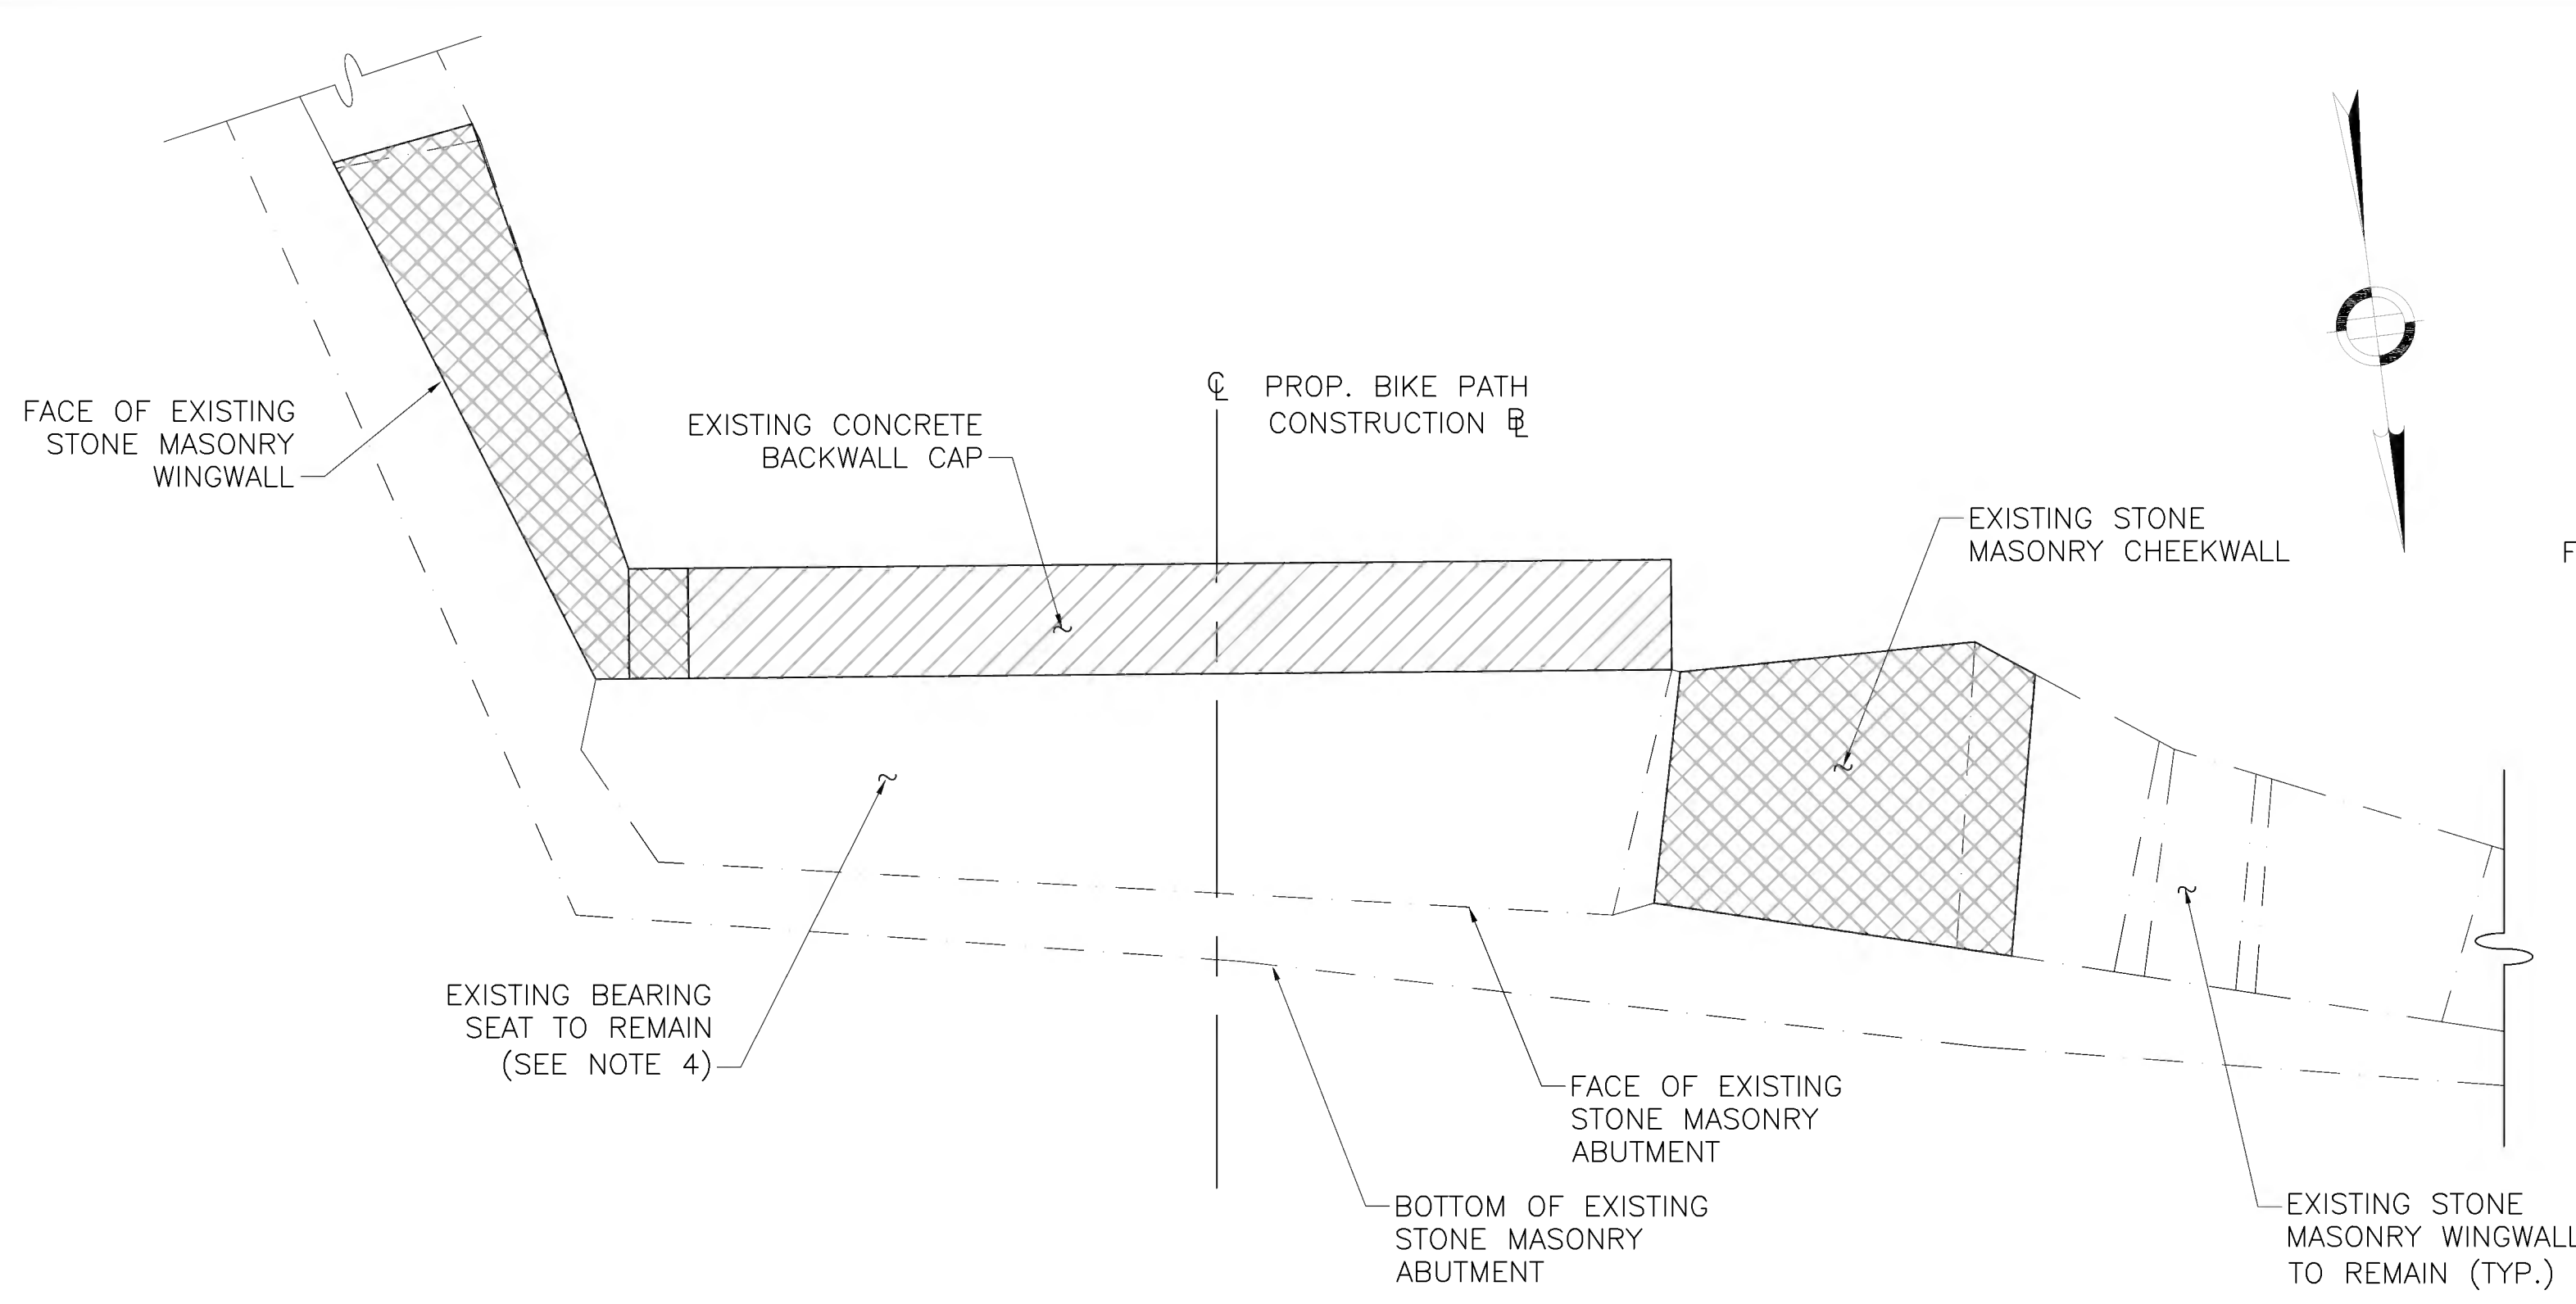 FACE OF EXISTING
STONE MASONRY
WINGWALL
EXISTING CONCRETE
BACKWALL CAP
℄ PROP. BIKE PATH
CONSTRUCTION BL
EXISTING STONE
MASONRY CHEEKWALL
F
EXISTING BEARING
SEAT TO REMAIN
(SEE NOTE 4)
FACE OF EXISTING
STONE MASONRY
ABUTMENT
BOTTOM OF EXISTING
STONE MASONRY
ABUTMENT
EXISTING STONE
MASONRY WINGWALL
TO REMAIN (TYP.)